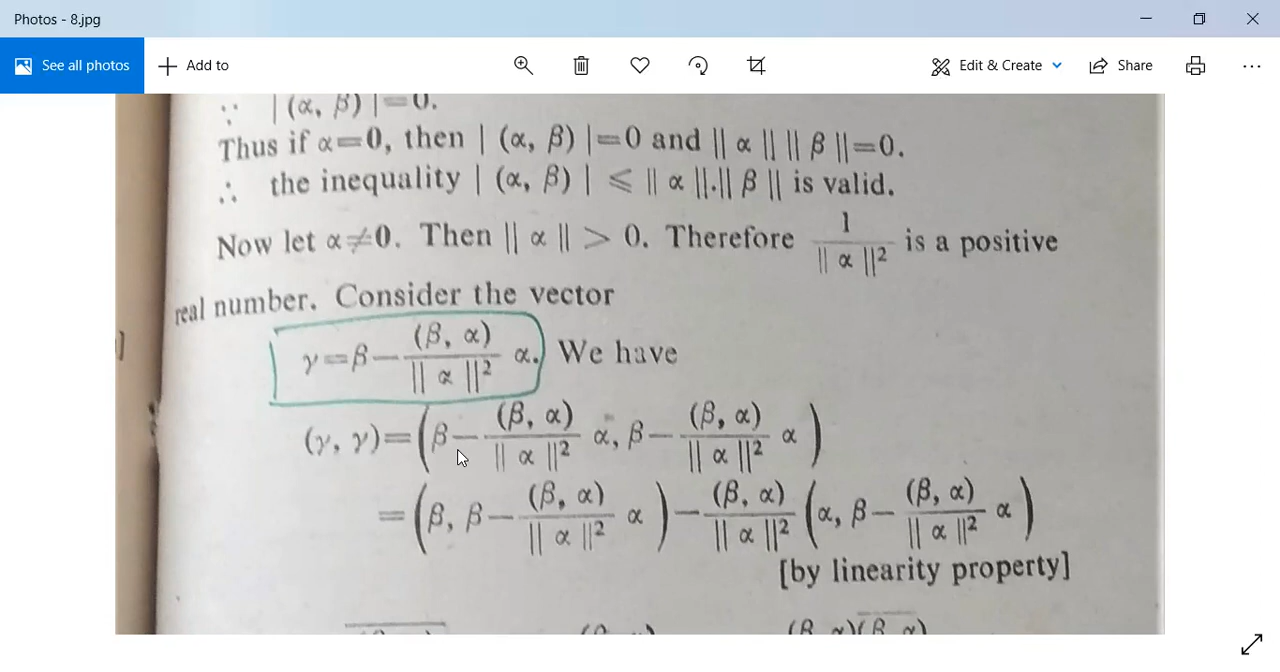 Photos - 8.jpg
See all photos
Add to
Edit & Create
Share
∵ | (α, β) |=0.
Thus if α=0, then | (α, β) |=0 and || α || || β ||=0.
∴ the inequality | (α, β) | ⩽ || α ||.|| β || is valid.
Now let α≠0. Then || α || > 0. Therefore 1/|| α ||² is a positive
real number. Consider the vector
γ=β−(β, α)/|| α ||² α. We have
(γ, γ)=(β−(β, α)/|| α ||² α, β−(β, α)/|| α ||² α)
=(β, β−(β, α)/|| α ||² α)−(β, α)/|| α ||² (α, β−(β, α)/|| α ||² α)
[by linearity property]